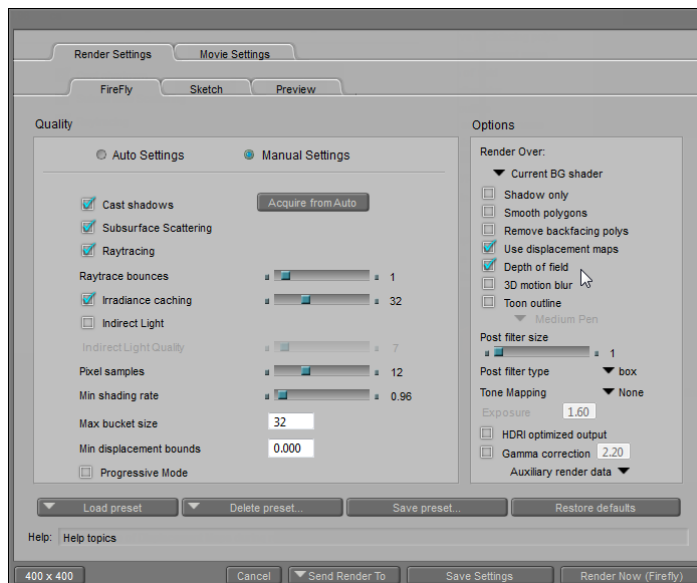 Render Settings Movie Settings
FireFly Sketch Preview
Quality
Auto Settings Manual Settings
Cast shadows Acquire from Auto
Subsurface Scattering
Raytracing
Raytrace bounces 1
Irradiance caching 32
Indirect Light
Indirect Light Quality 7
Pixel samples 12
Min shading rate 0.96
Max bucket size 32
Min displacement bounds 0.000
Progressive Mode
Options
Render Over:
Current BG shader
Shadow only
Smooth polygons
Remove backfacing polys
Use displacement maps
Depth of field
3D motion blur
Toon outline
Medium Pen
Post filter size
1
Post filter type box
Tone Mapping None
Exposure 1.60
HDRI optimized output
Gamma correction 2.20
Auxiliary render data
Load preset Delete preset... Save preset... Restore defaults
Help: Help topics
400 x 400 Cancel Send Render To Save Settings Render Now (Firefly)